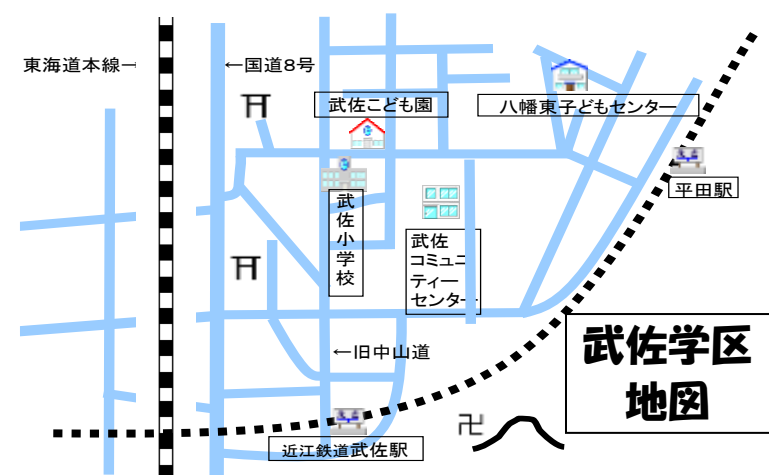 東海道本線→
←国道8号
武佐こども園
八幡東子どもセンター
平田駅
武佐小学校
武佐
コミュニ
ティー
センター
←旧中山道
武佐学区
地図
近江鉄道武佐駅